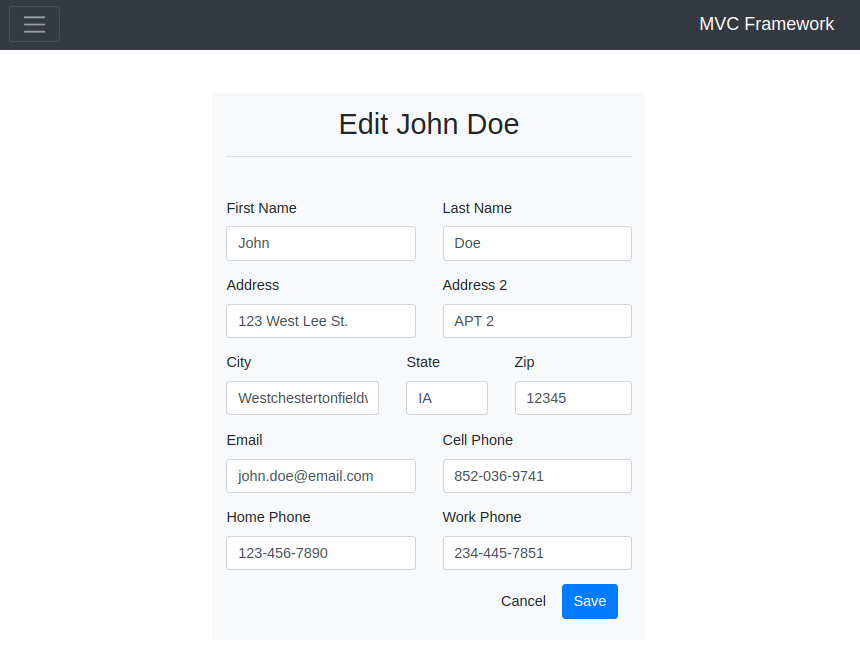 MVC Framework
Edit John Doe
First Name Last Name
John Doe
Address Address 2
123 West Lee St. APT 2
City State Zip
Westchestertonfieldv IA 12345
Email Cell Phone
john.doe@email.com 852-036-9741
Home Phone Work Phone
123-456-7890 234-445-7851
Cancel Save